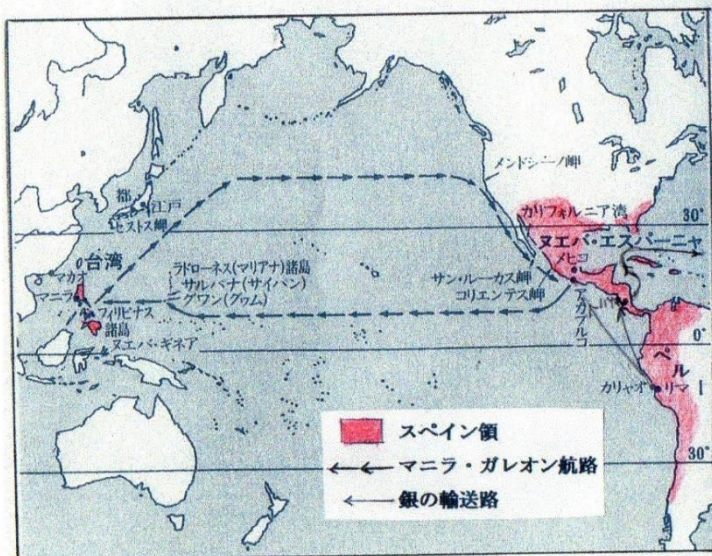 メンドシーノ岬
都
江戸
セストス岬
カリフォルニア湾
30°
ヌエバ・エスパーニャ
メヒコ
台湾
マカオ
マニラ
ラドローネス(マリアナ)諸島
サルパナ(サイパン)
グワン(グゥム)
サン・ルーカス岬
コリエンテス岬
アカプルコ
フィリピナス
諸島
ヌエバ・ギネア
0°
ペルー
カリャオ
リマ
スペイン領
マニラ・ガレオン航路
銀の輸送路
30°